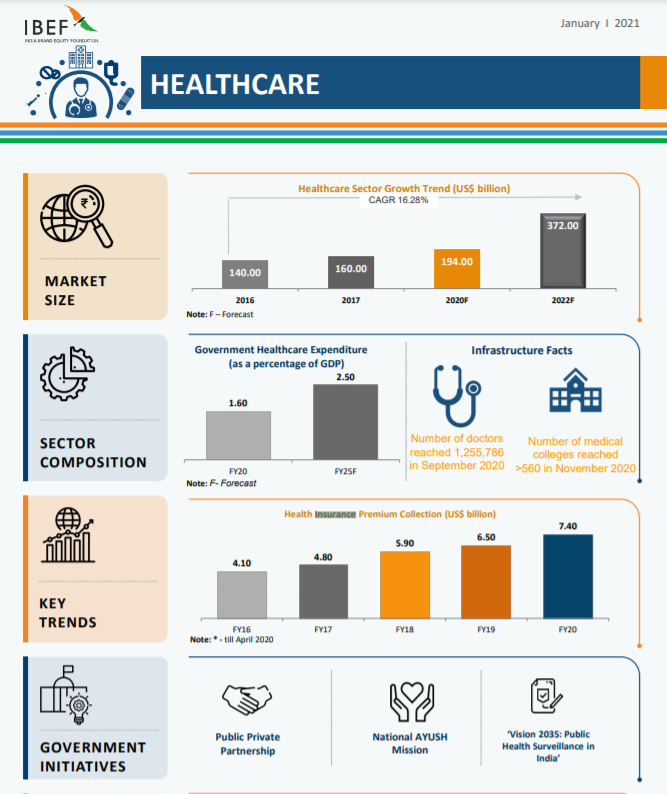 IBEF
INDIA BRAND EQUITY FOUNDATION
January I 2021
HEALTHCARE
MARKET
SIZE
Healthcare Sector Growth Trend (US$ billion)
CAGR 16.28%
140.00
160.00
194.00
372.00
2016
2017
2020F
2022F
Note: F – Forecast
SECTOR
COMPOSITION
Government Healthcare Expenditure
(as a percentage of GDP)
1.60
2.50
FY20
FY25F
Note: F- Forecast
Infrastructure Facts
Number of doctors
reached 1,255,786
in September 2020
Number of medical
colleges reached
>560 in November 2020
KEY
TRENDS
Health Insurance Premium Collection (US$ billion)
4.10
4.80
5.90
6.50
7.40
FY16
FY17
FY18
FY19
FY20
Note: * - till April 2020
GOVERNMENT
INITIATIVES
Public Private
Partnership
National AYUSH
Mission
'Vision 2035: Public
Health Surveillance in
India'